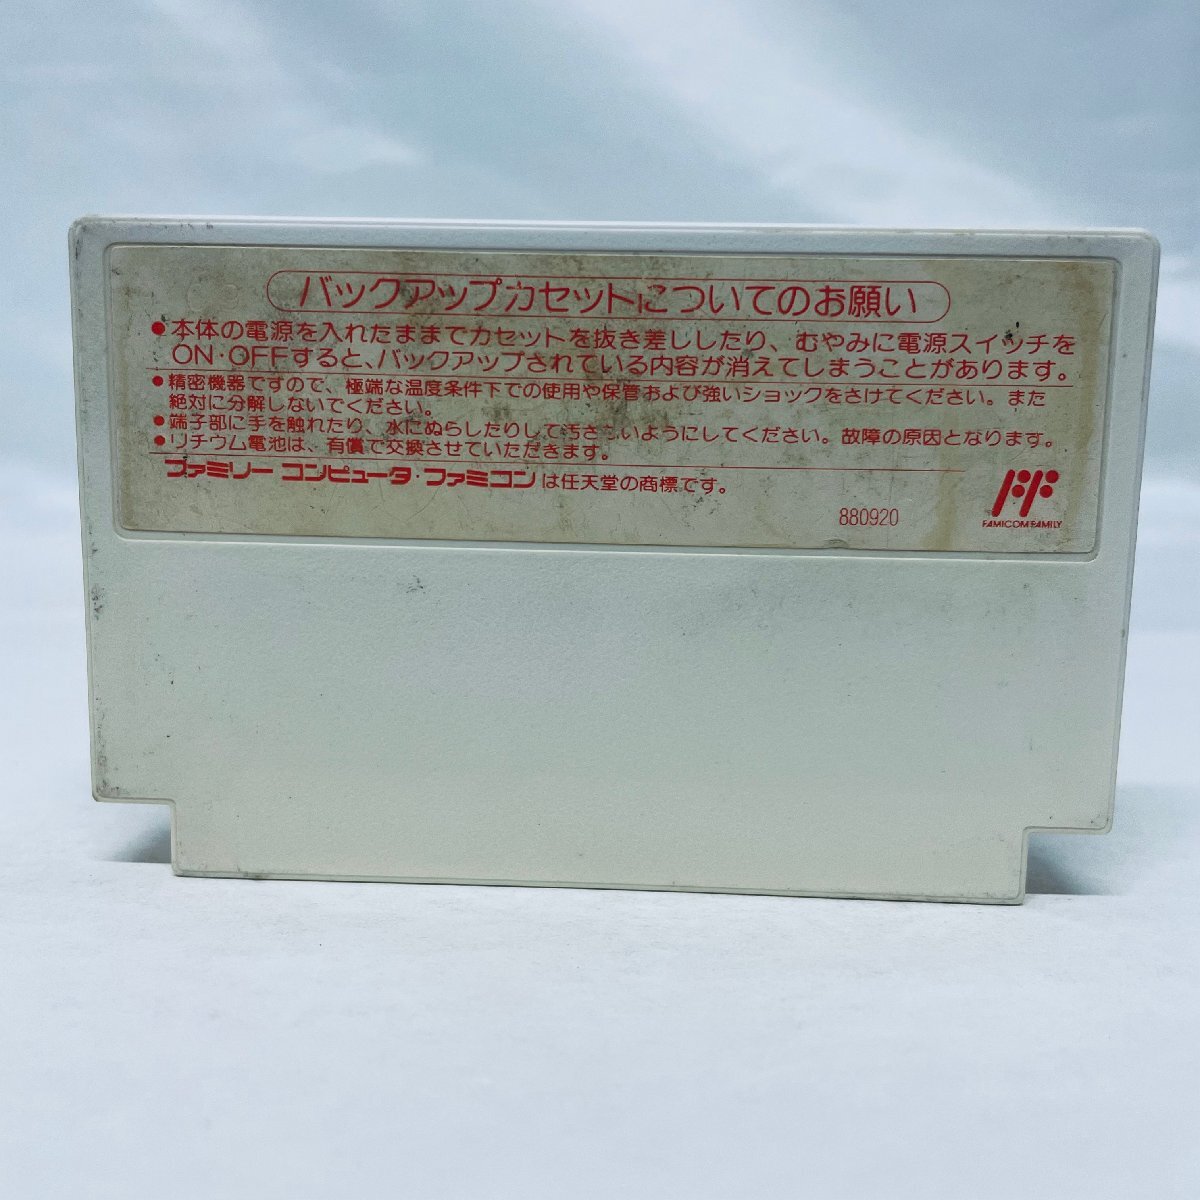 バックアップカセットについてのお願い
●本体の電源を入れたままでカセットを抜き差ししたり、むやみに電源スイッチを
ON・OFFすると、バックアップされている内容が消えてしまうことがあります。
●精密機器ですので、極端な温度条件下での使用や保管および強いショックをさけてください。また
絶対に分解しないでください。
●端子部に手を触れたり、水にぬらしたりして汚さないようにしてください。故障の原因となります。
●リチウム電池は、有償で交換させていただきます。
ファミリーコンピュータ・ファミコンは任天堂の商標です。
880920
FAMICOM FAMILY